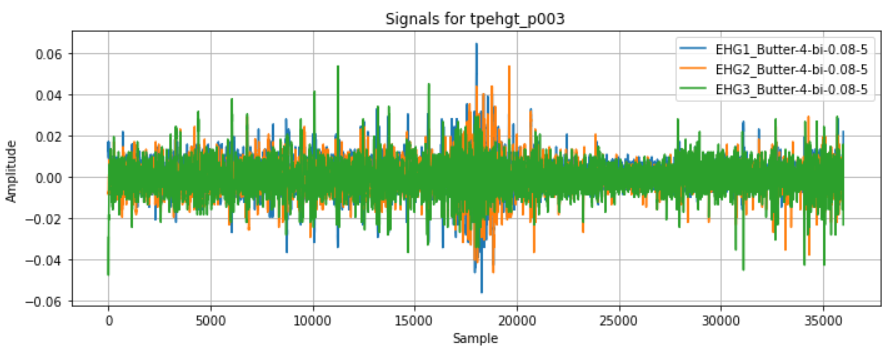 Signals for tpehgt_p003
EHG1_Butter-4-bi-0.08-5
EHG2_Butter-4-bi-0.08-5
EHG3_Butter-4-bi-0.08-5
Amplitude
0.06
0.04
0.02
0.00
−0.02
−0.04
−0.06
0 5000 10000 15000 20000 25000 30000 35000
Sample